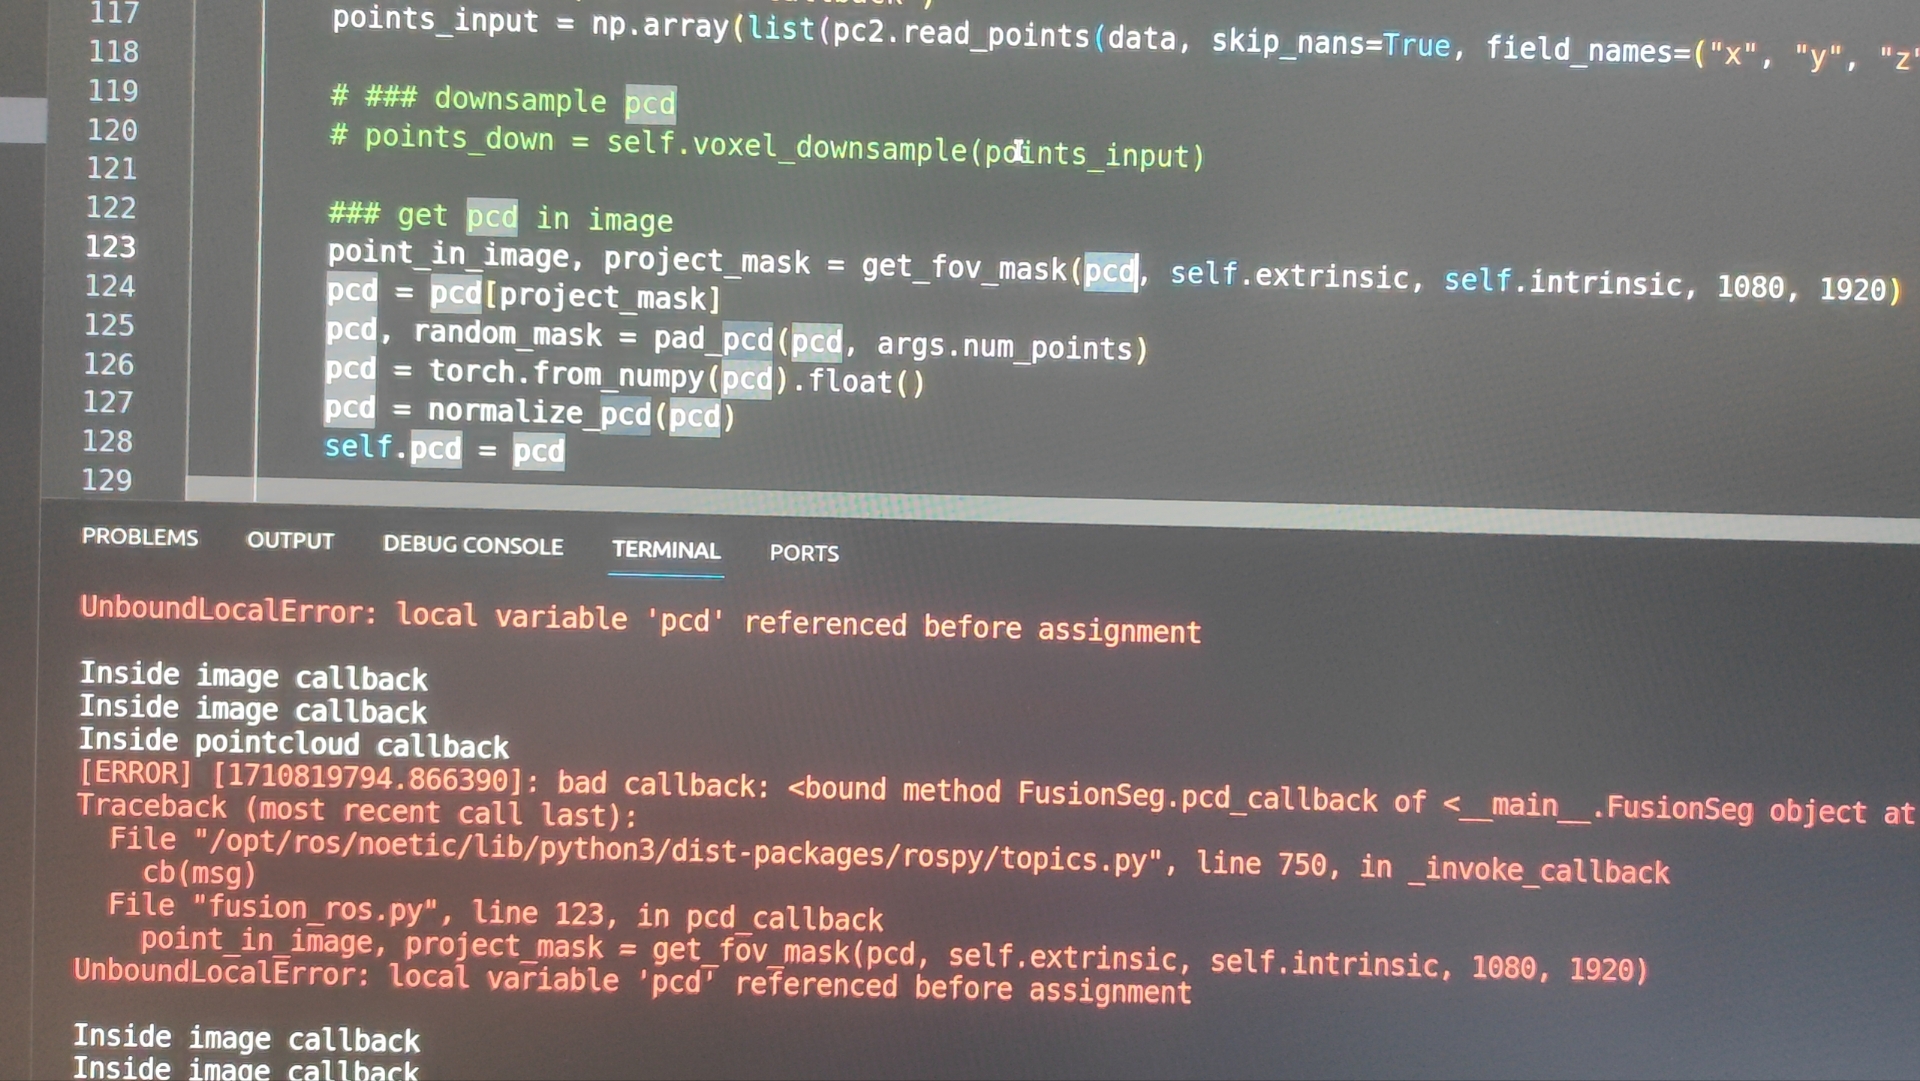 117
points_input = np.array(list(pc2.read_points(data, skip_nans=True, field_names=("x", "y", "z"
118
119 # ### downsample pcd
120 # points_down = self.voxel_downsample(points_input)
121
122 ### get pcd in image
123 point_in_image, project_mask = get_fov_mask(pcd, self.extrinsic, self.intrinsic, 1080, 1920)
124 pcd = pcd[project_mask]
125 pcd, random_mask = pad_pcd(pcd, args.num_points)
126 pcd = torch.from_numpy(pcd).float()
127 pcd = normalize_pcd(pcd)
128 self.pcd = pcd
129
PROBLEMS OUTPUT DEBUG CONSOLE TERMINAL PORTS
UnboundLocalError: local variable 'pcd' referenced before assignment
Inside image callback
Inside image callback
Inside pointcloud callback
[ERROR] [1710819794.866390]: bad callback: <bound method FusionSeg.pcd_callback of <__main__.FusionSeg object at
Traceback (most recent call last):
File "/opt/ros/noetic/lib/python3/dist-packages/rospy/topics.py", line 750, in _invoke_callback
cb(msg)
File "fusion_ros.py", line 123, in pcd_callback
point_in_image, project_mask = get_fov_mask(pcd, self.extrinsic, self.intrinsic, 1080, 1920)
UnboundLocalError: local variable 'pcd' referenced before assignment
Inside image callback
Inside image callback